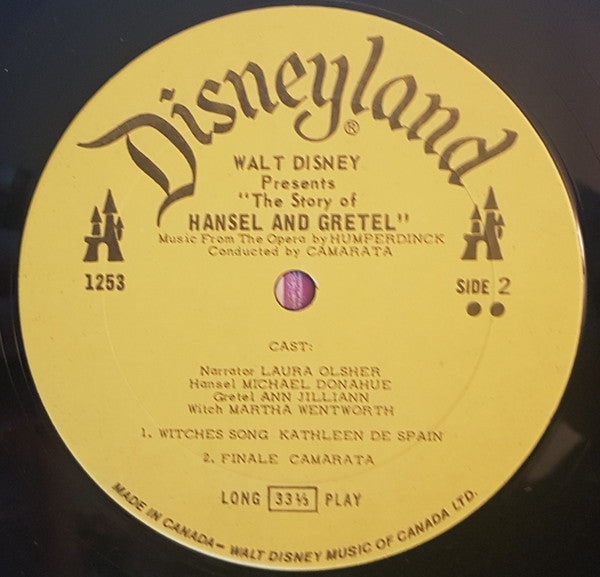 Disneyland®
WALT DISNEY
Presents
"The Story of
HANSEL AND GRETEL"
Music From The Opera by HUMPERDINCK
Conducted by CAMARATA
1253
SIDE 2
CAST:
Narrator LAURA OLSHER
Hansel MICHAEL DONAHUE
Gretel ANN JILLIANN
Witch MARTHA WENTWORTH
1. WITCHES SONG KATHLEEN DE SPAIN
2. FINALE CAMARATA
LONG 33⅓ PLAY
MADE IN CANADA – WALT DISNEY MUSIC OF CANADA LTD.